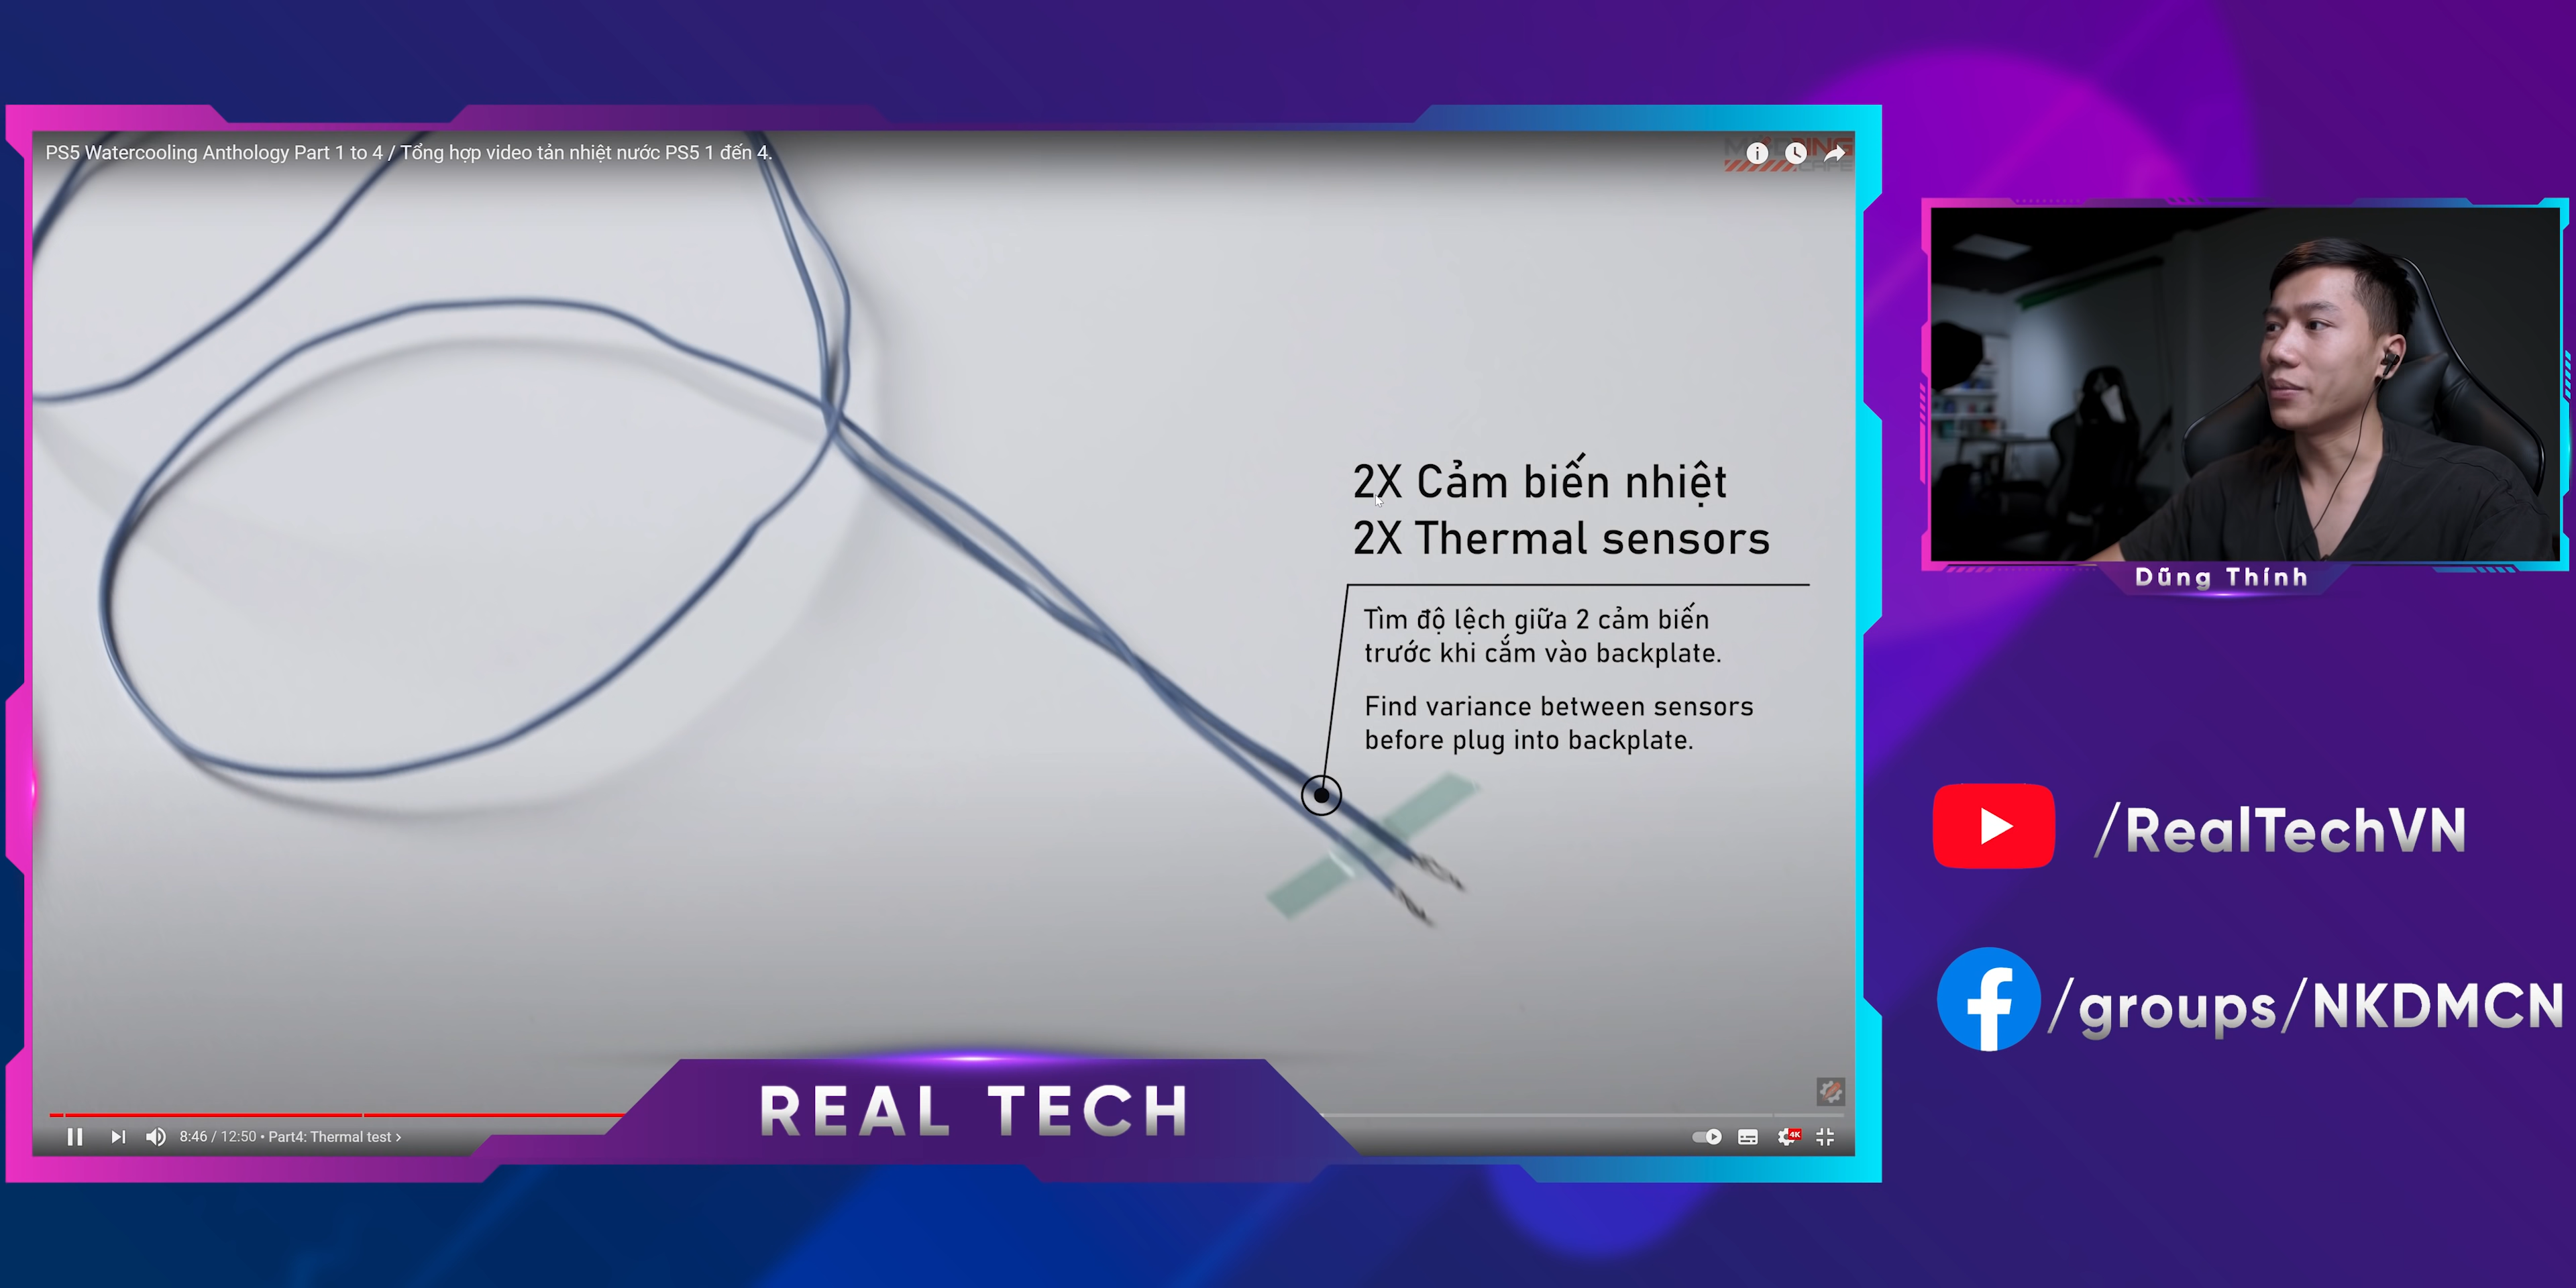 PS5 Watercooling Anthology Part 1 to 4 / Tổng hợp video tản nhiệt nước PS5 1 đến 4.
2X Cảm biến nhiệt
2X Thermal sensors
Tìm độ lệch giữa 2 cảm biến
trước khi cắm vào backplate.
Find variance between sensors
before plug into backplate.
Dũng Thính
/RealTechVN
/groups/NKDMCN
REAL TECH
8:46 / 12:50 • Part4: Thermal test ›
4K